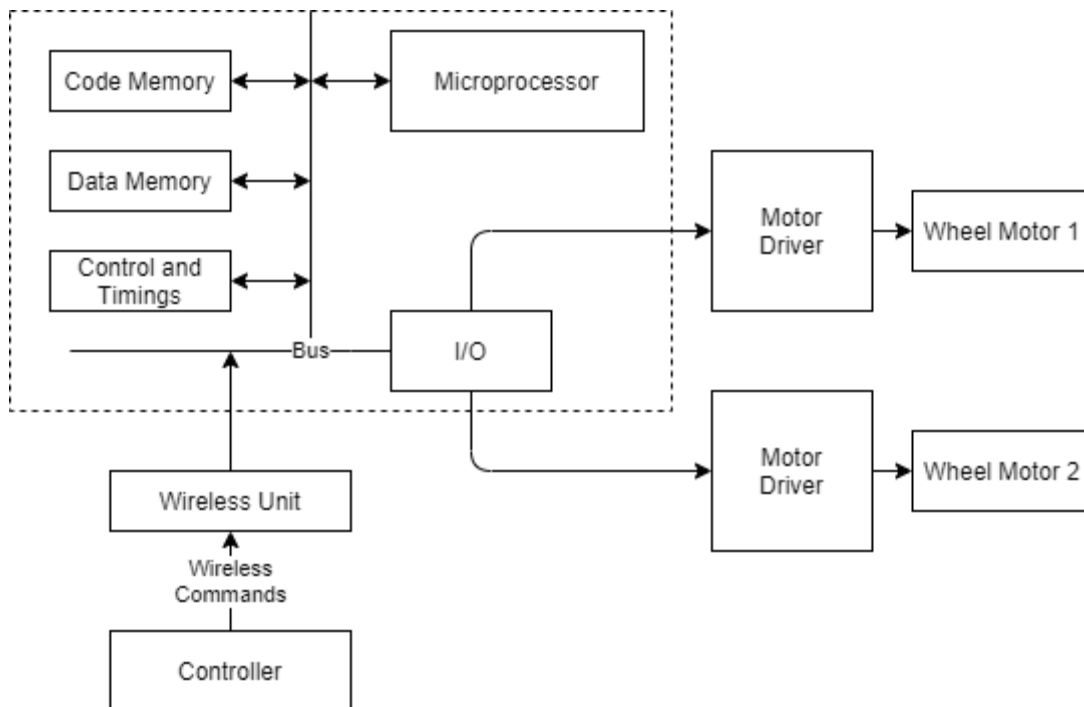 Code Memory
Microprocessor
Data Memory
Motor
Driver
Wheel Motor 1
Control and
Timings
Bus
I/O
Motor
Driver
Wheel Motor 2
Wireless Unit
Wireless
Commands
Controller